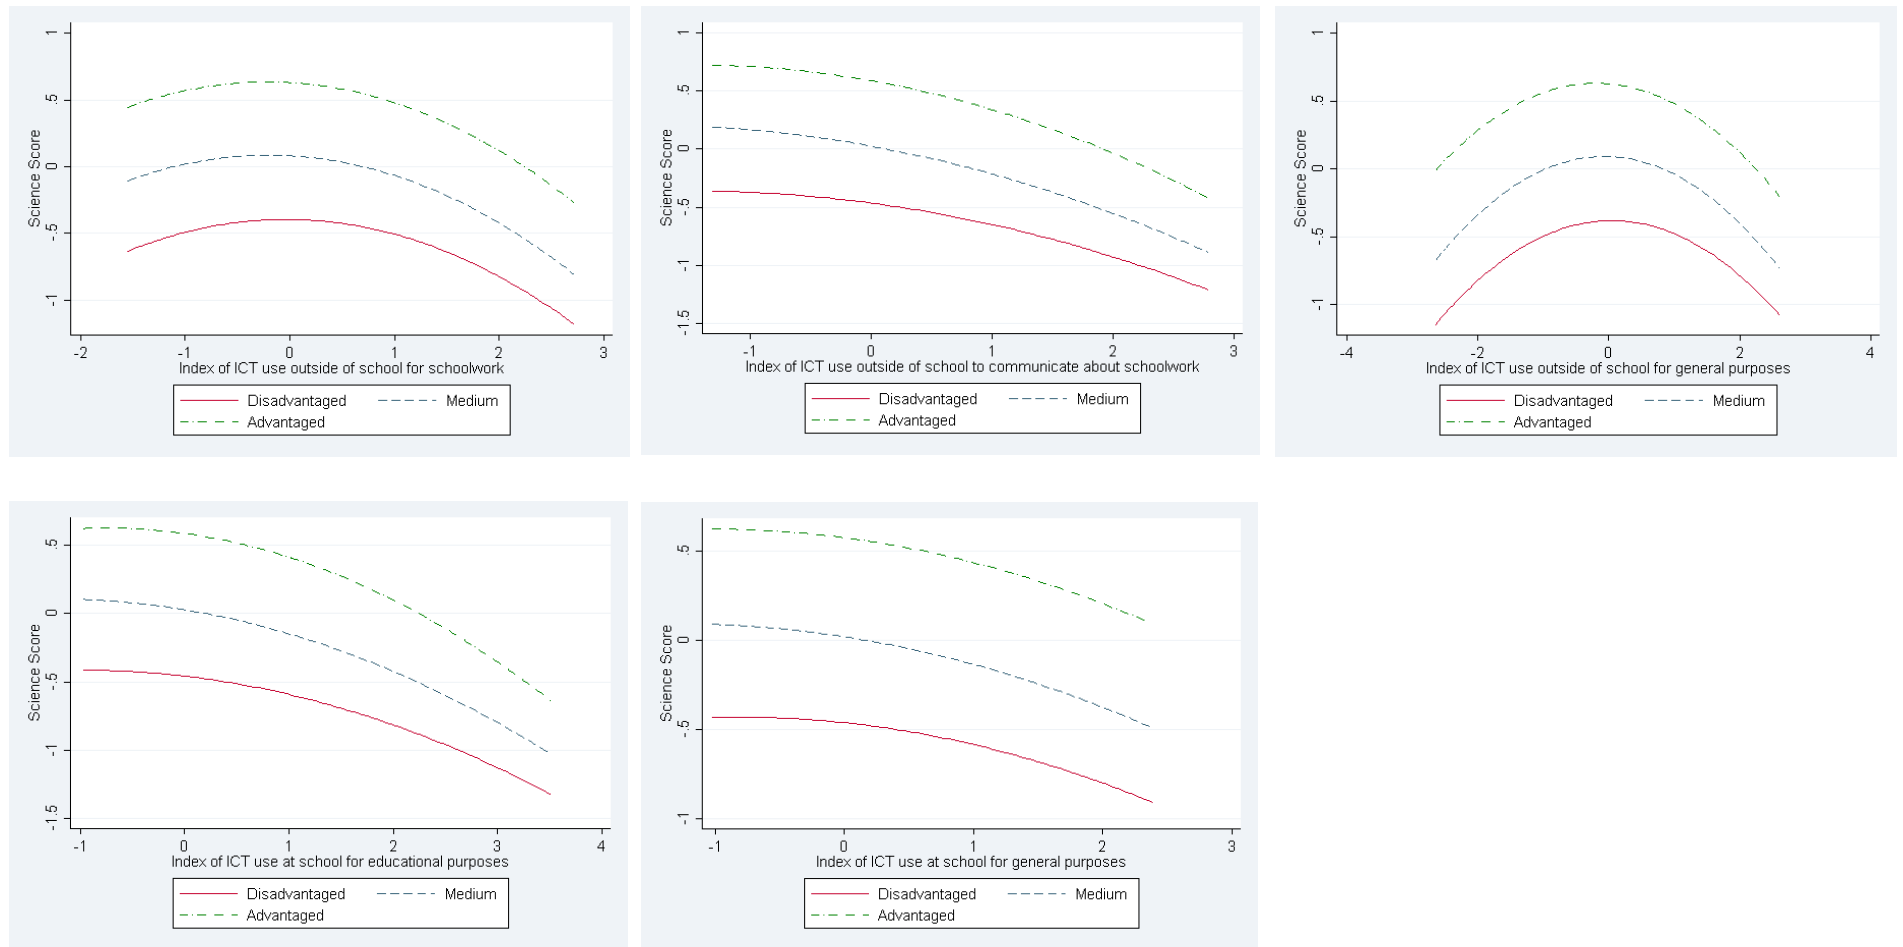 1
.5
0
-.5
-1
Science Score
-2 -1 0 1 2 3
Index of ICT use outside of school for schoolwork
Disadvantaged Medium
Advantaged
1
.5
0
-.5
-1
-1.5
Science Score
-1 0 1 2 3
Index of ICT use outside of school to communicate about schoolwork
Disadvantaged Medium
Advantaged
1
.5
0
-.5
-1
Science Score
-4 -2 0 2 4
Index of ICT use outside of school for general purposes
Disadvantaged Medium
Advantaged
.5
0
-.5
-1
-1.5
Science Score
-1 0 1 2 3 4
Index of ICT use at school for educational purposes
Disadvantaged Medium
Advantaged
.5
0
-.5
-1
Science Score
-1 0 1 2 3
Index of ICT use at school for general purposes
Disadvantaged Medium
Advantaged